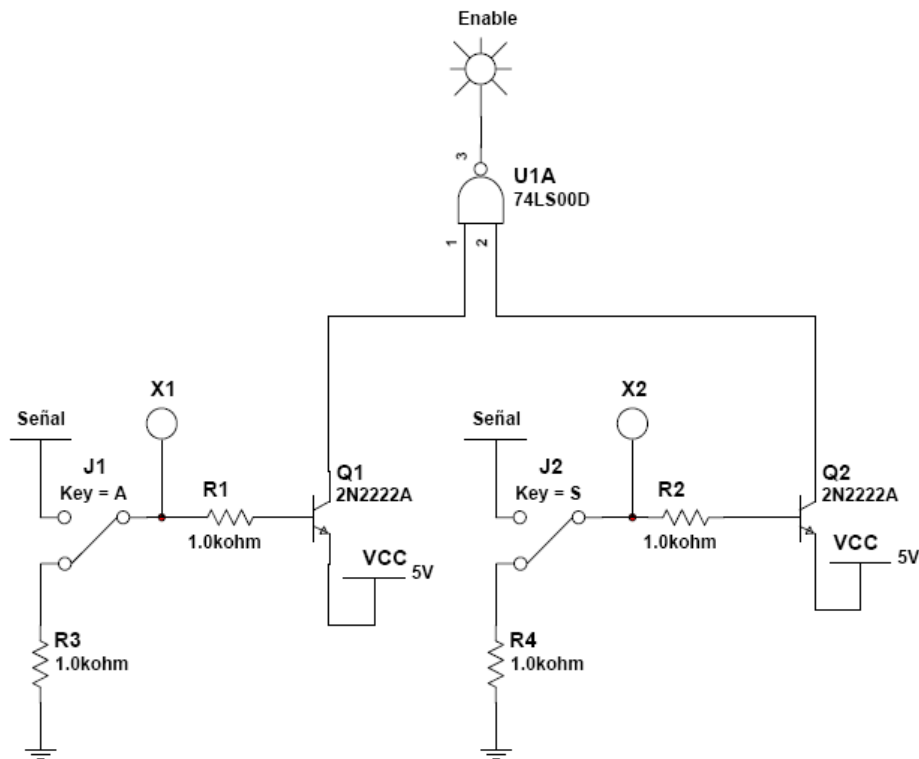 Enable
3
U1A
74LS00D
1
2
X1
X2
Señal
J1
Key = A
R1
1.0kohm
Q1
2N2222A
VCC
5V
Señal
J2
Key = S
R2
1.0kohm
Q2
2N2222A
VCC
5V
R3
1.0kohm
R4
1.0kohm